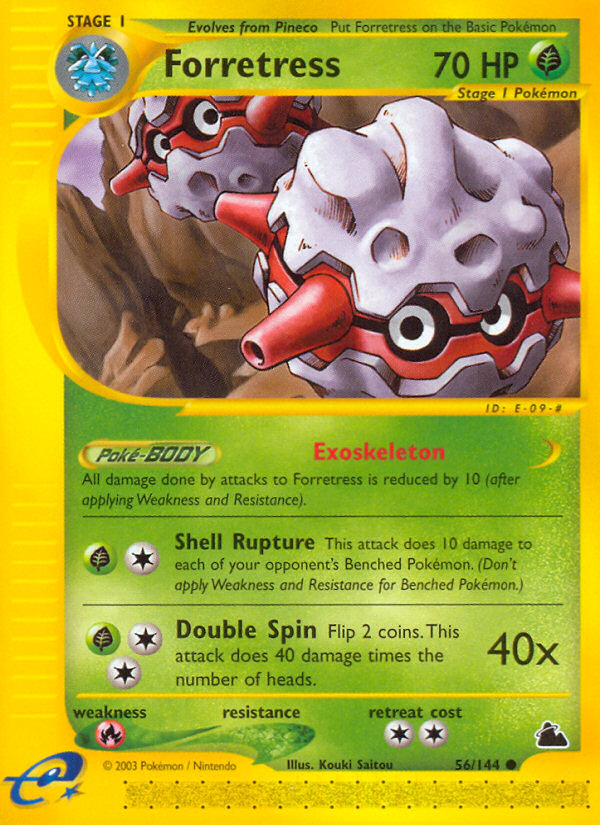 STAGE 1
Evolves from Pineco Put Forretress on the Basic Pokémon
Forretress 70 HP
Stage 1 Pokémon
ID: E-09-#
Poké-BODY Exoskeleton
All damage done by attacks to Forretress is reduced by 10 (after
applying Weakness and Resistance).
Shell Rupture This attack does 10 damage to
each of your opponent's Benched Pokémon. (Don't
apply Weakness and Resistance for Benched Pokémon.)
Double Spin Flip 2 coins. This
attack does 40 damage times the
number of heads.
40x
weakness resistance retreat cost
© 2003 Pokémon / Nintendo Illus. Kouki Saitou 56/144
e